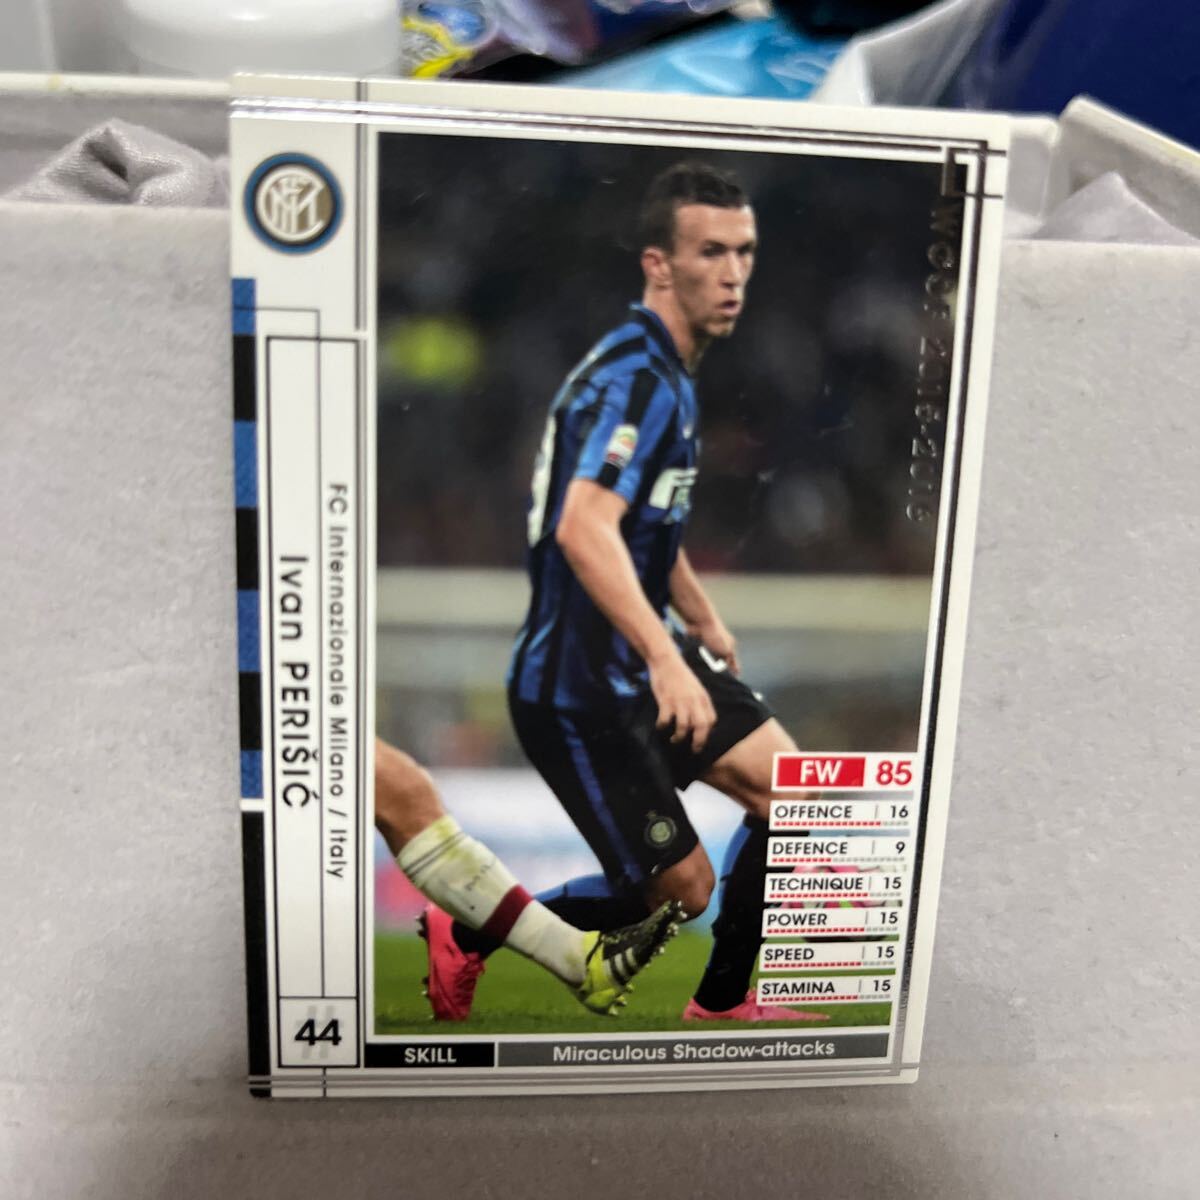 WCCF 2015-2016
FC Internazionale Milano / Italy
Ivan PERIŠIĆ
44
FW 85
OFFENCE 16
DEFENCE 9
TECHNIQUE 15
POWER 15
SPEED 15
STAMINA 15
SKILL Miraculous Shadow-attacks